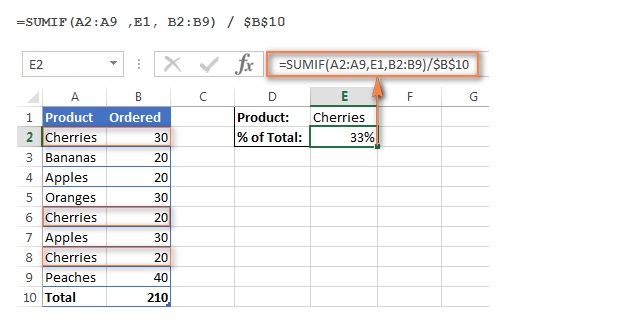 =SUMIF(A2:A9 ,E1, B2:B9) / $B$10
E2 fx =SUMIF(A2:A9,E1,B2:B9)/$B$10
A B C D E F G
1 Product Ordered Product: Cherries
2 Cherries 30 % of Total: 33%
3 Bananas 20
4 Apples 20
5 Oranges 30
6 Cherries 20
7 Apples 30
8 Cherries 20
9 Peaches 40
10 Total 210